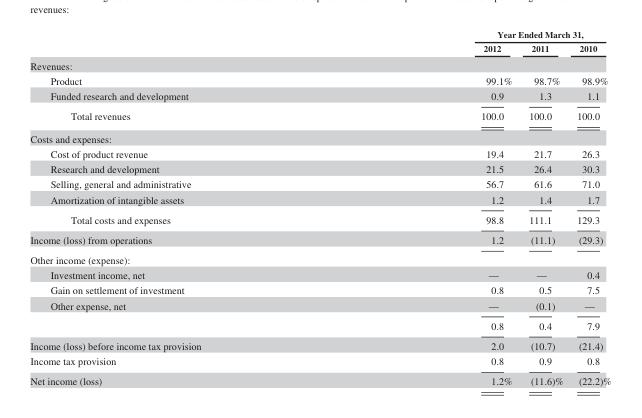 revenues:
Year Ended March 31,
2012 2011 2010
Revenues:
Product 99.1% 98.7% 98.9%
Funded research and development 0.9 1.3 1.1
Total revenues 100.0 100.0 100.0
Costs and expenses:
Cost of product revenue 19.4 21.7 26.3
Research and development 21.5 26.4 30.3
Selling, general and administrative 56.7 61.6 71.0
Amortization of intangible assets 1.2 1.4 1.7
Total costs and expenses 98.8 111.1 129.3
Income (loss) from operations 1.2 (11.1) (29.3)
Other income (expense):
Investment income, net — — 0.4
Gain on settlement of investment 0.8 0.5 7.5
Other expense, net — (0.1) —
0.8 0.4 7.9
Income (loss) before income tax provision 2.0 (10.7) (21.4)
Income tax provision 0.8 0.9 0.8
Net income (loss) 1.2% (11.6)% (22.2)%